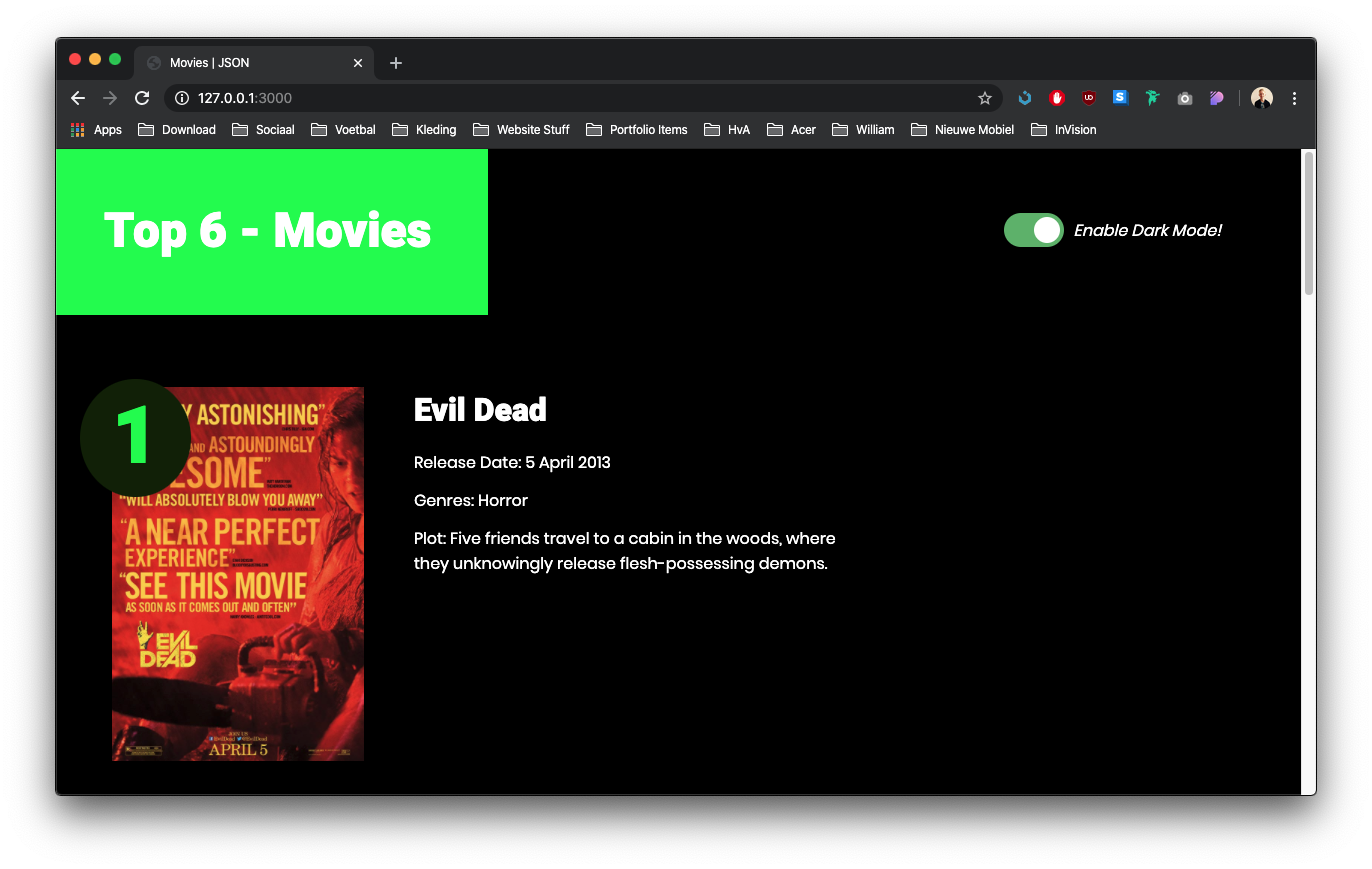 Movies | JSON
127.0.0.1:3000
Apps Download Sociaal Voetbal Kleding Website Stuff Portfolio Items HvA Acer William Nieuwe Mobiel InVision
Top 6 - Movies
Enable Dark Mode!
1
Y ASTONISHING"
AND ASTOUNDINGLY
ESOME"
"WILL ABSOLUTELY BLOW YOU AWAY"
"A NEAR PERFECT
EXPERIENCE"
"SEE THIS MOVIE
AS SOON AS IT COMES OUT AND OFTEN"
EVIL
DEAD
JOIN US
APRIL 5
Evil Dead
Release Date: 5 April 2013
Genres: Horror
Plot: Five friends travel to a cabin in the woods, where
they unknowingly release flesh-possessing demons.